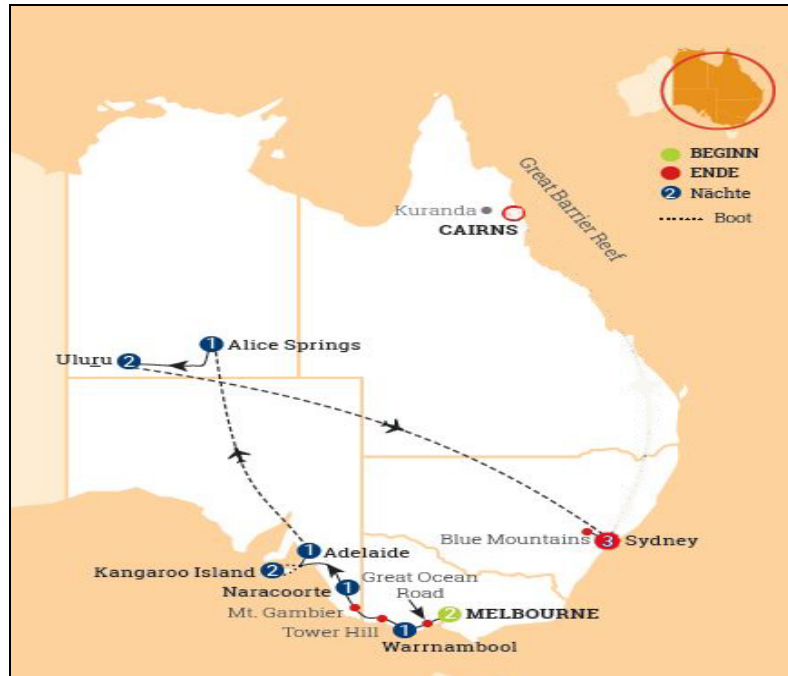 BEGINN
ENDE
2 Nächte
Boot
Great Barrier Reef
Kuranda
CAIRNS
1 Alice Springs
Uluru 2
Blue Mountains
3 Sydney
1 Adelaide
Kangaroo Island 2
Naracoorte 1
Great Ocean
Road
Mt. Gambier
2 MELBOURNE
Tower Hill
1
Warrnambool